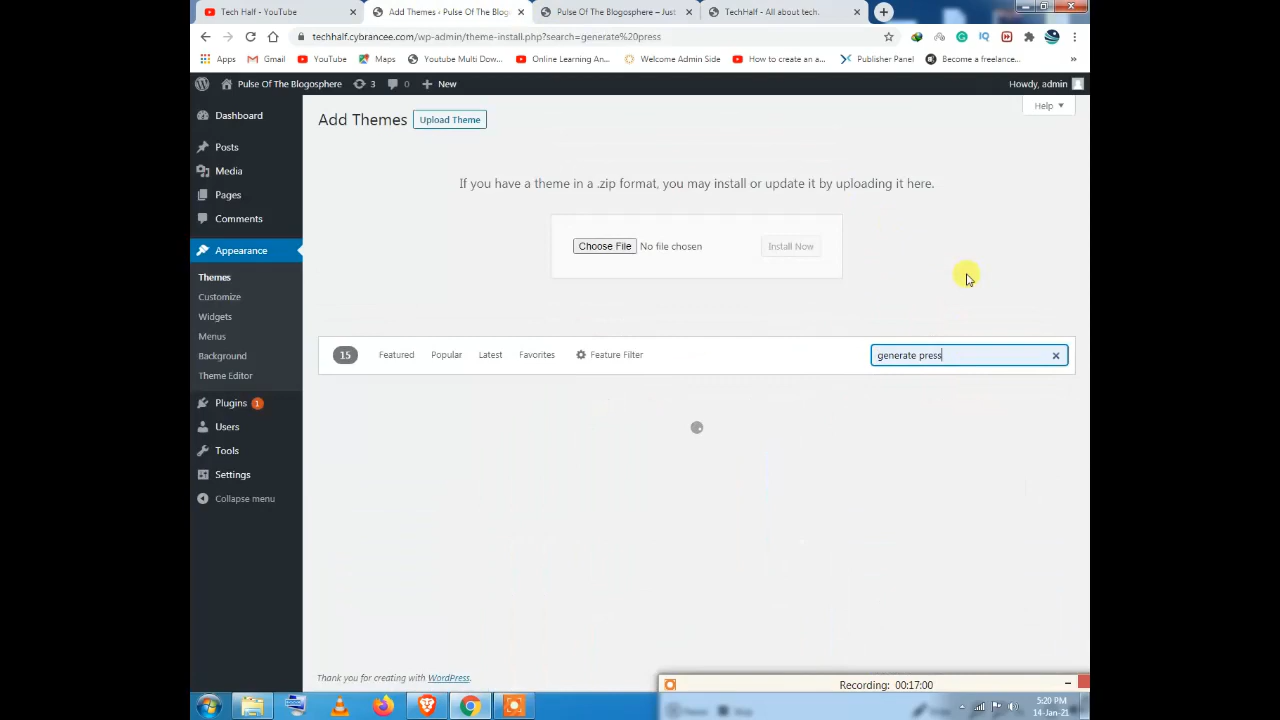 Tech Half - YouTube
Add Themes ‹ Pulse Of The Blogo
Pulse Of The Blogosphere – Just
TechHalf - All about tech.
techhalf.cybrancee.com/wp-admin/theme-install.php?search=generate%20press
Apps
Gmail
YouTube
Maps
Youtube Multi Dow...
Online Learning An...
Welcome Admin Side
How to create an a...
Publisher Panel
Become a freelance...
»
Pulse Of The Blogosphere
3
0
New
Howdy, admin
Help
Dashboard
Posts
Media
Pages
Comments
Appearance
Themes
Customize
Widgets
Menus
Background
Theme Editor
Plugins 1
Users
Tools
Settings
Collapse menu
Add Themes
Upload Theme
If you have a theme in a .zip format, you may install or update it by uploading it here.
Choose File No file chosen
Install Now
15
Featured
Popular
Latest
Favorites
Feature Filter
generate press
Thank you for creating with WordPress.
Recording: 00:17:00
5:20 PM
14-Jan-21